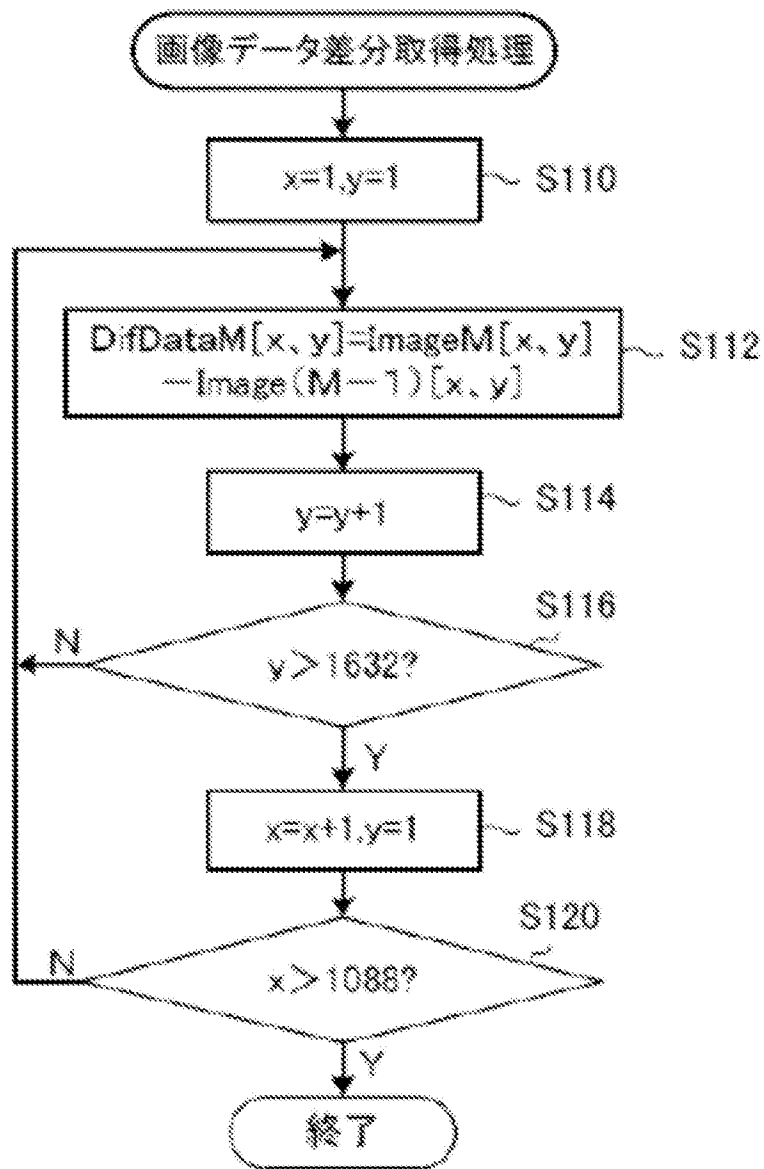 画像データ差分取得処理
x=1,y=1
S110
DifDataM[x、y]=ImageM[x、y]
－Image(M－1)[x、y]
S112
y=y+1
S114
S116
N
y＞1632?
Y
x=x+1,y=1
S118
S120
N
x＞1088?
Y
終了